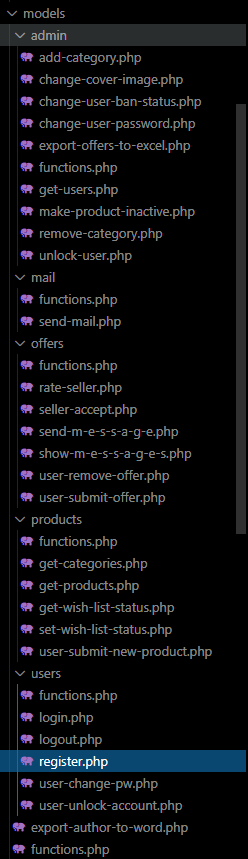 models
admin
add-category.php
change-cover-image.php
change-user-ban-status.php
change-user-password.php
export-offers-to-excel.php
functions.php
get-users.php
make-product-inactive.php
remove-category.php
unlock-user.php
mail
functions.php
send-mail.php
offers
functions.php
rate-seller.php
seller-accept.php
send-m-e-s-s-a-g-e.php
show-m-e-s-s-a-g-e-s.php
user-remove-offer.php
user-submit-offer.php
products
functions.php
get-categories.php
get-products.php
get-wish-list-status.php
set-wish-list-status.php
user-submit-new-product.php
users
functions.php
login.php
logout.php
register.php
user-change-pw.php
user-unlock-account.php
export-author-to-word.php
functions.php